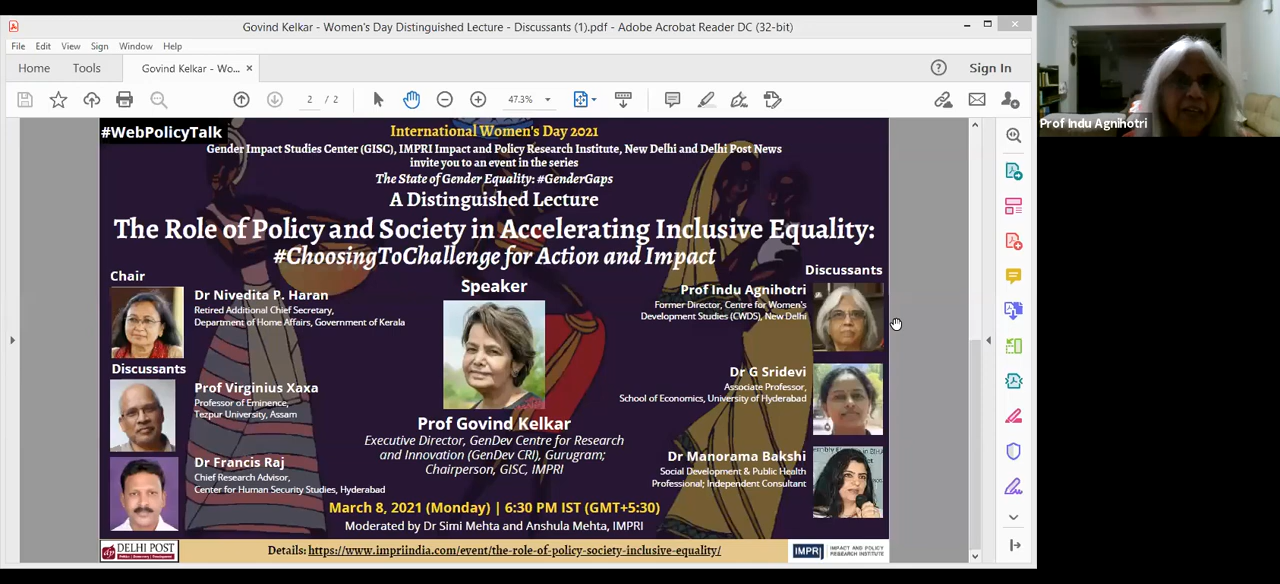 Govind Kelkar - Women's Day Distinguished Lecture - Discussants (1).pdf - Adobe Acrobat Reader DC (32-bit)
File Edit View Sign Window Help
Home Tools Govind Kelkar - Wo... × Sign In
2 / 2 47.3%
Prof Indu Agnihotri
#WebPolicyTalk
International Women's Day 2021
Gender Impact Studies Center (GISC), IMPRI Impact and Policy Research Institute, New Delhi and Delhi Post News
invite you to an event in the series
The State of Gender Equality: #GenderGaps
A Distinguished Lecture
The Role of Policy and Society in Accelerating Inclusive Equality:
#ChoosingToChallenge for Action and Impact
Chair
Dr Nivedita P. Haran
Retired Additional Chief Secretary,
Department of Home Affairs, Government of Kerala
Discussants
Prof Virginius Xaxa
Professor of Eminence,
Tezpur University, Assam
Dr Francis Raj
Chief Research Advisor,
Center for Human Security Studies, Hyderabad
Speaker
Prof Govind Kelkar
Executive Director, GenDev Centre for Research
and Innovation (GenDev CRI), Gurugram;
Chairperson, GISC, IMPRI
Discussants
Prof Indu Agnihotri
Former Director, Centre for Women's
Development Studies (CWDS), New Delhi
Dr G Sridevi
Associate Professor,
School of Economics, University of Hyderabad
Dr Manorama Bakshi
Social Development & Public Health
Professional; Independent Consultant
March 8, 2021 (Monday) | 6:30 PM IST (GMT+5:30)
Moderated by Dr Simi Mehta and Anshula Mehta, IMPRI
DELHI POST
Details: https://www.impriindia.com/event/the-role-of-policy-society-inclusive-equality/
IMPRI IMPACT AND POLICY
RESEARCH INSTITUTE